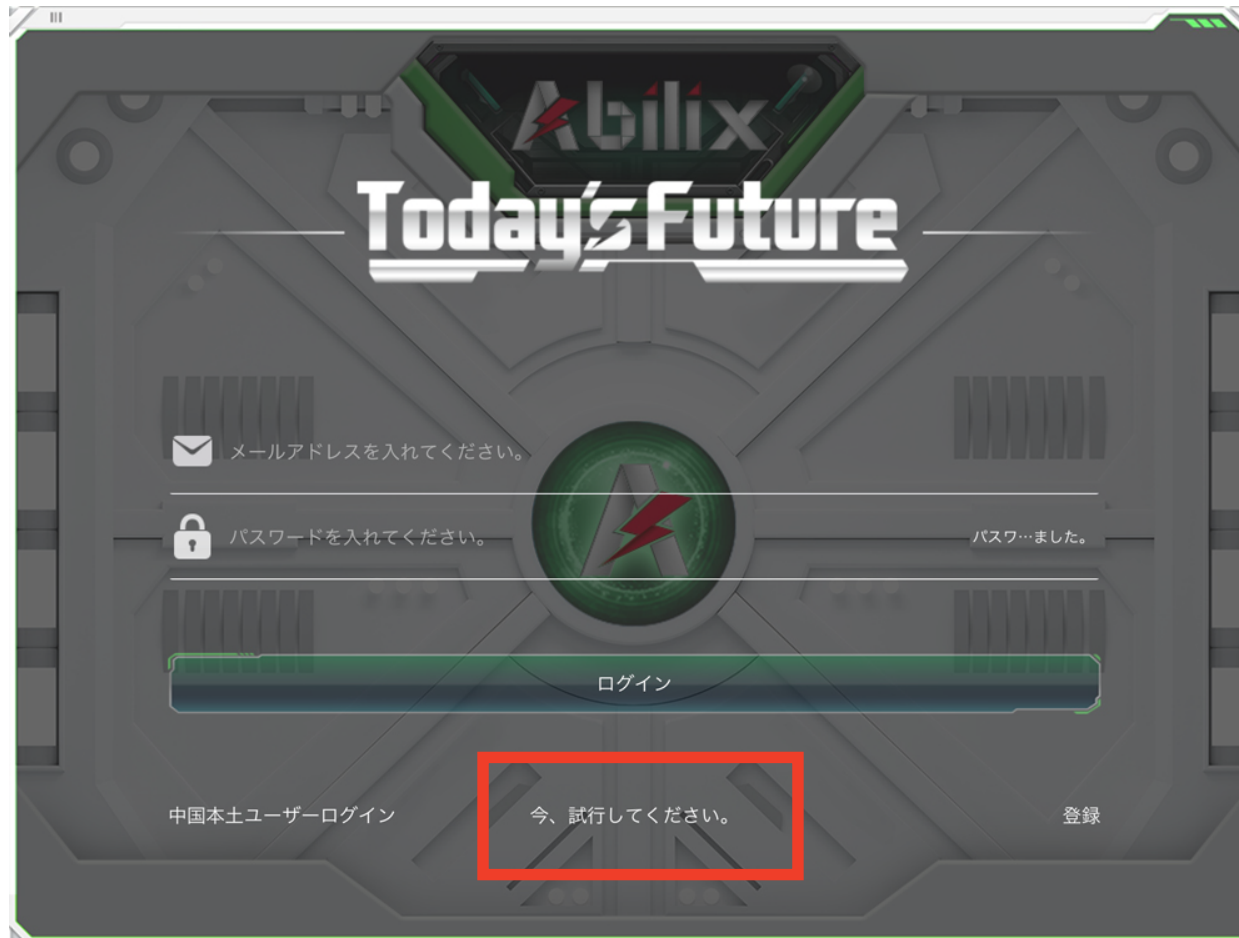 Abilix
Today's Future
メールアドレスを入れてください。
パスワードを入れてください。
パスワ…ました。
ログイン
中国本土ユーザーログイン
今、試行してください。
登録